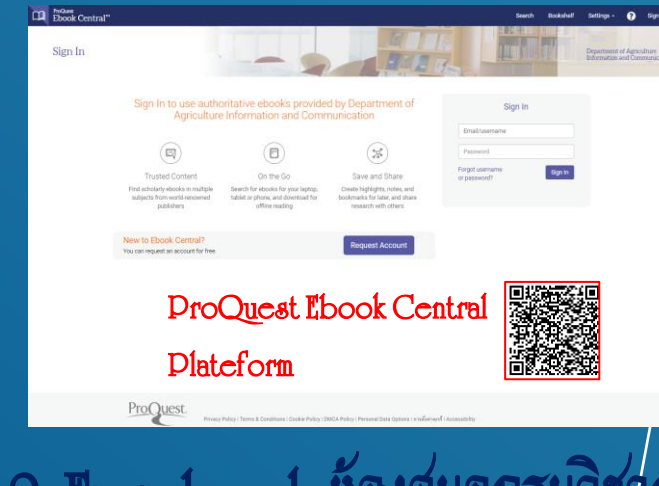 ProQuest
Ebook Central™
Search Bookshelf Settings
Sign In
Department of Agriculture
Information and
Sign In to use authoritative ebooks provided by Department of
Agriculture Information and Communication
Trusted Content
Find scholarly ebooks in multiple
subjects from world-renowned
publishers
On the Go
Search for ebooks for your laptop,
tablet or phone, and download for
offline reading
Save and Share
Create highlights, notes, and
bookmarks for later, and share
research with others
New to Ebook Central?
You can request an account for free.
Request Account
Sign In
Email/username
Password
Forgot username
or password?
Sign In
ProQuest Ebook Central
Plateform
ProQuest
Privacy Policy | Terms & Conditions | Cookie Policy | DMCA Policy | Personal Data Options | | Accessibility